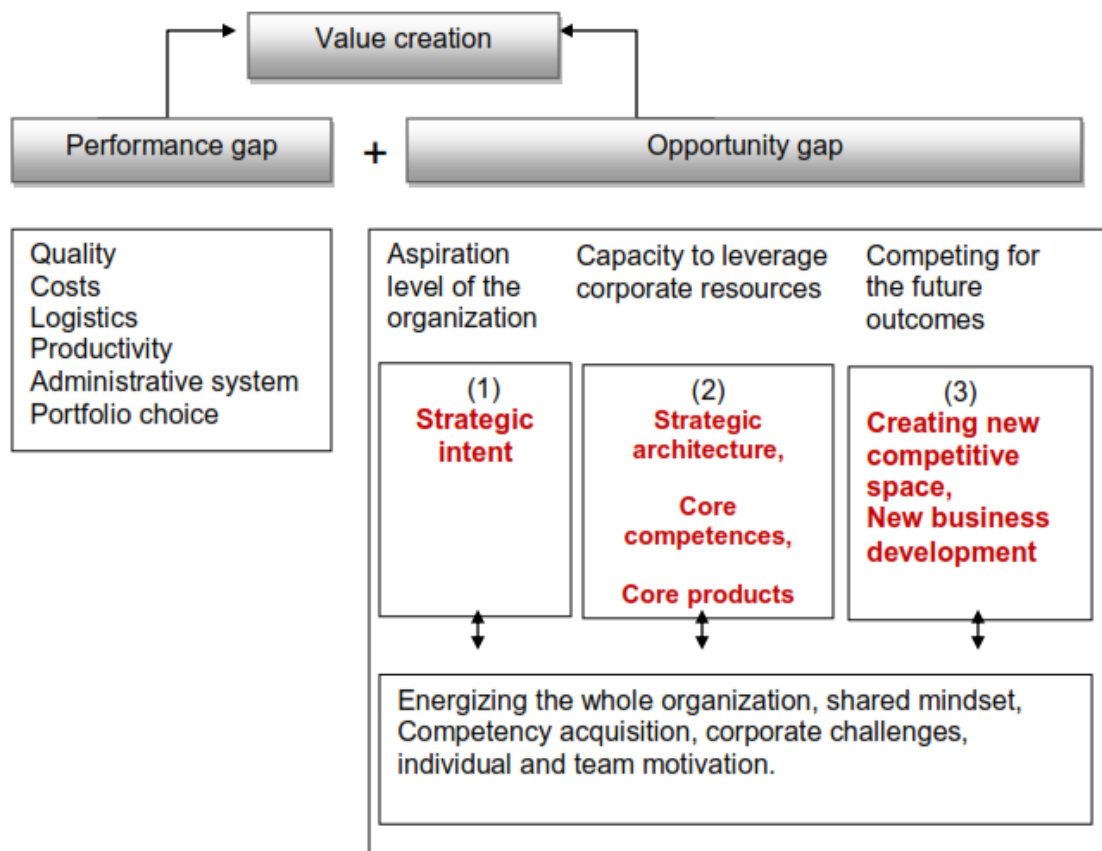 Value creation
Performance gap
+
Opportunity gap
Quality
Costs
Logistics
Productivity
Administrative system
Portfolio choice
Aspiration
level of the
organization
Capacity to leverage
corporate resources
Competing for
the future
outcomes
(1)
Strategic
intent
(2)
Strategic
architecture,
Core
competences,
Core products
(3)
Creating new
competitive
space,
New business
development
Energizing the whole organization, shared mindset,
Competency acquisition, corporate challenges,
individual and team motivation.